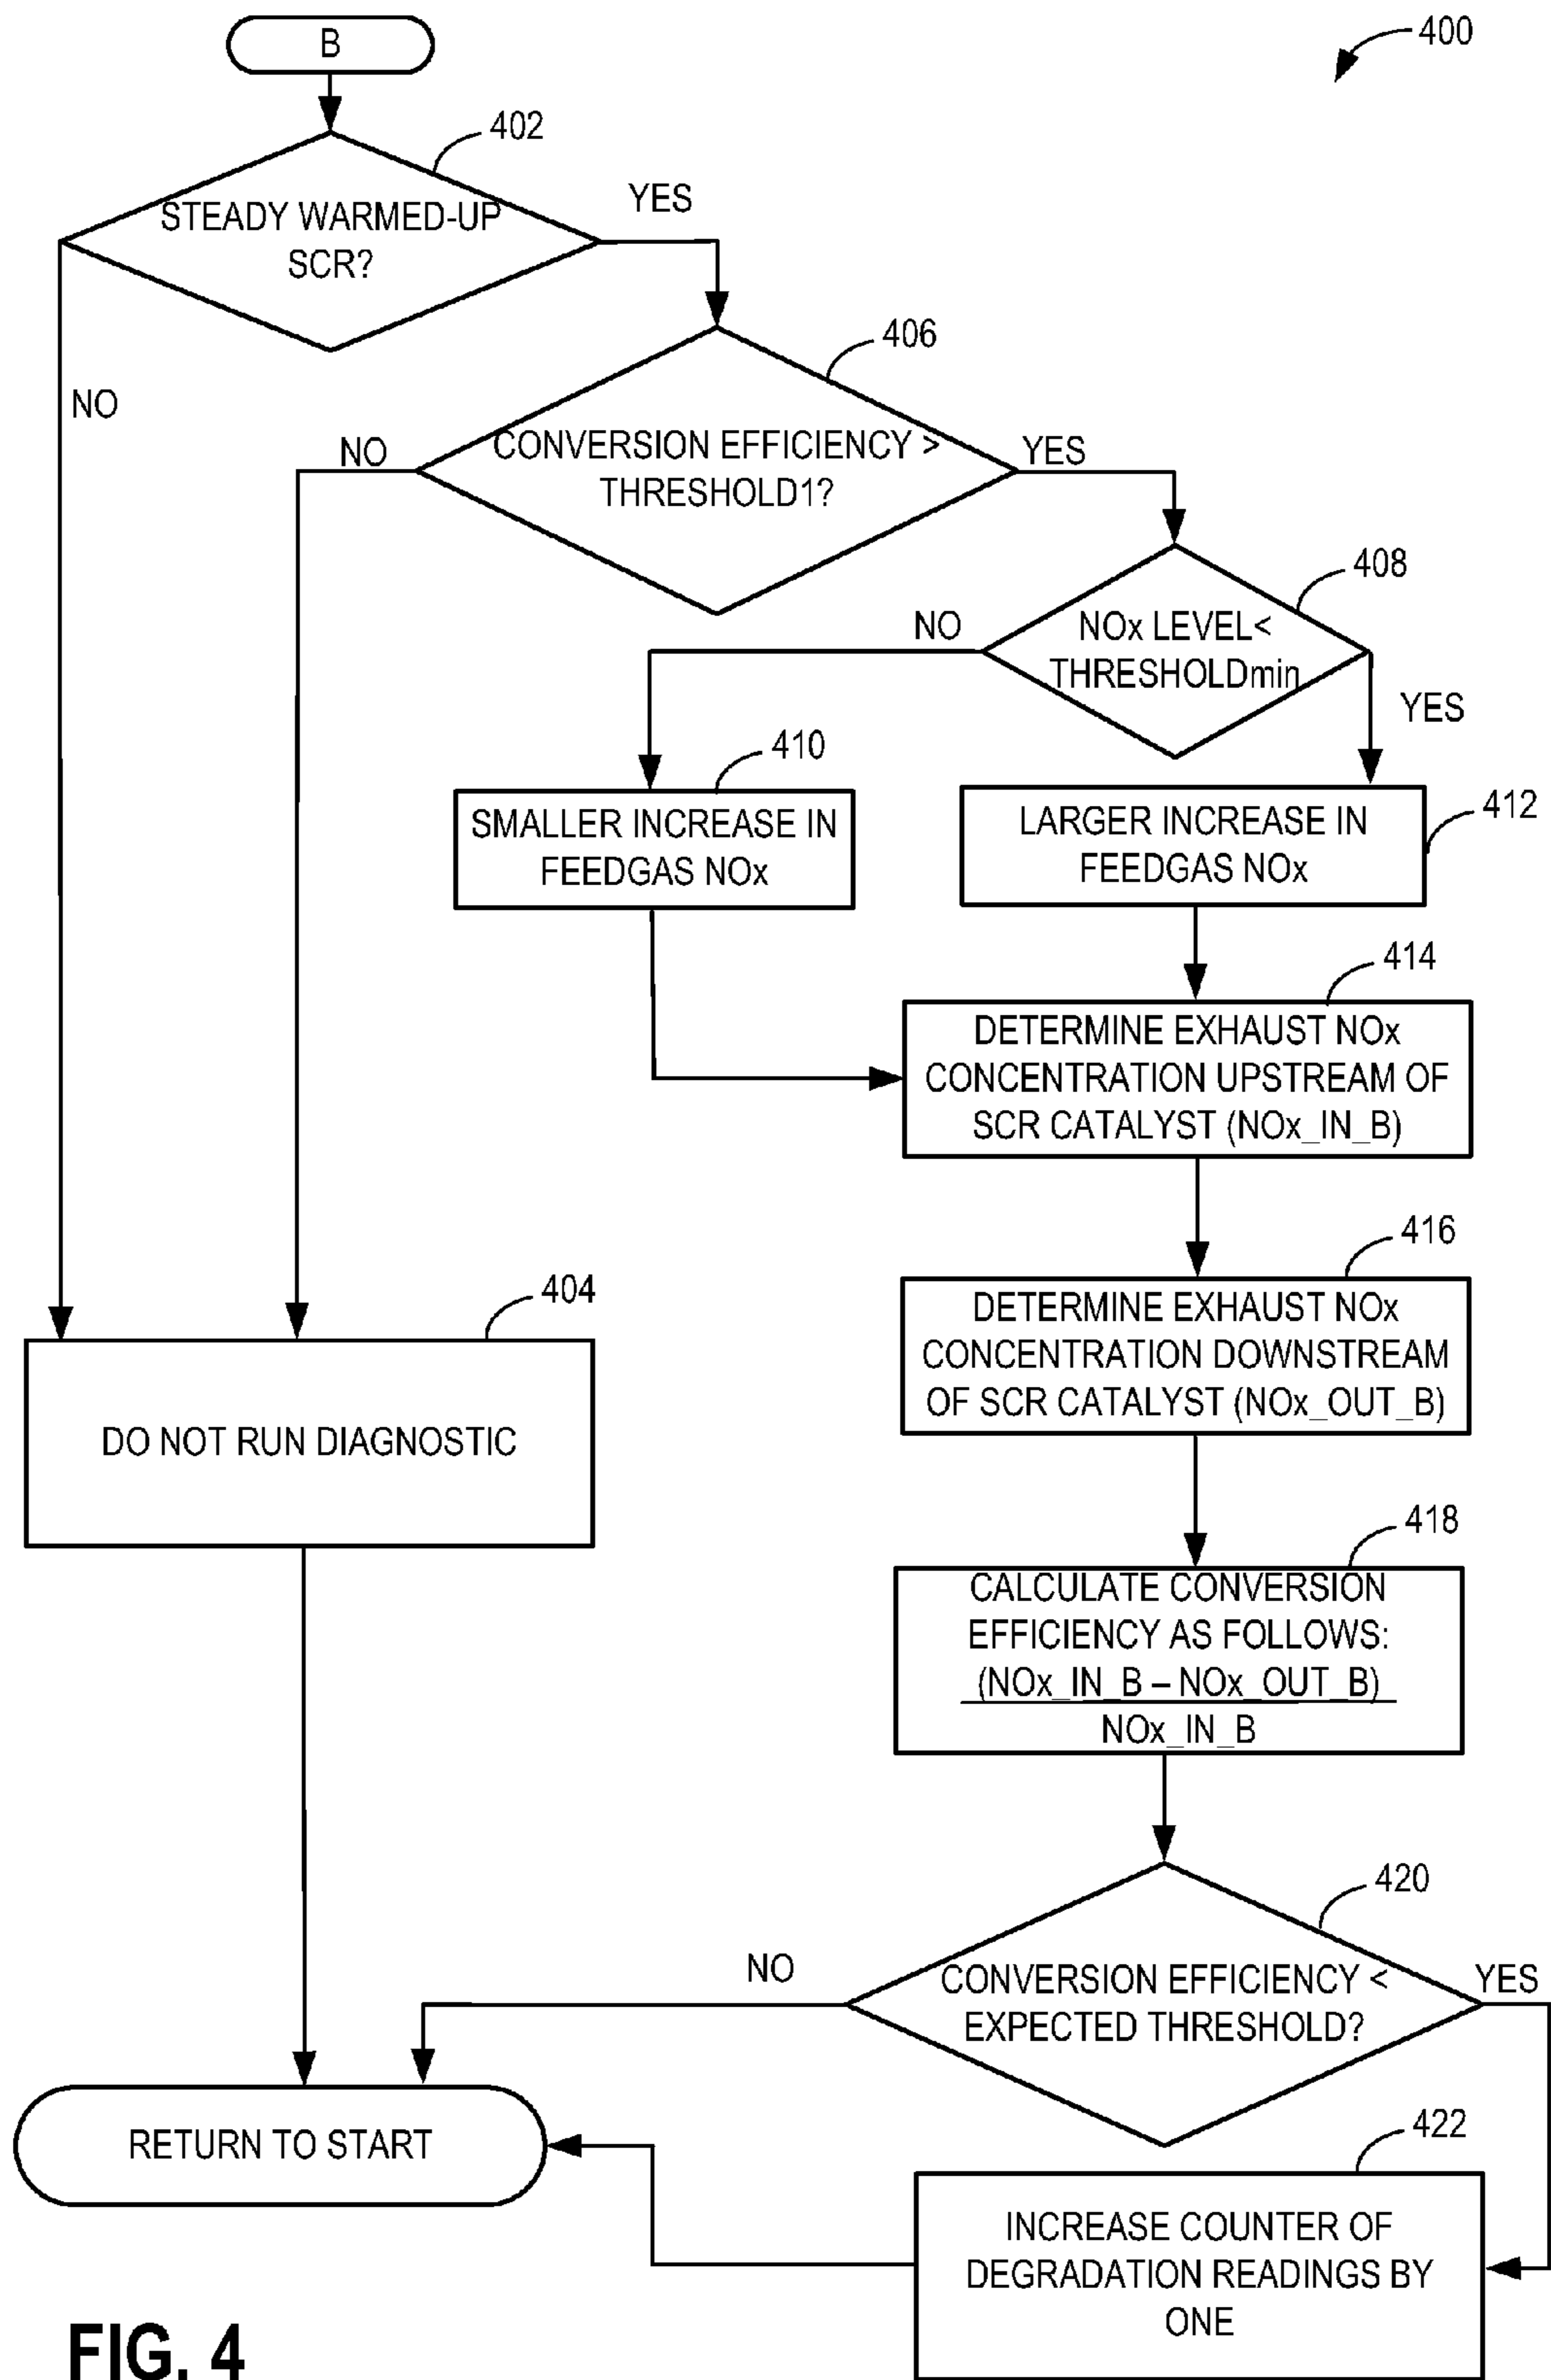 B
400
402
STEADY WARMED-UP
SCR?
YES
NO
406
CONVERSION EFFICIENCY >
THRESHOLD1?
NO
YES
408
NOx LEVEL<
THRESHOLDmin
NO
YES
410
SMALLER INCREASE IN
FEEDGAS NOx
412
LARGER INCREASE IN
FEEDGAS NOx
414
DETERMINE EXHAUST NOx
CONCENTRATION UPSTREAM OF
SCR CATALYST (NOx_IN_B)
416
DETERMINE EXHAUST NOx
CONCENTRATION DOWNSTREAM
OF SCR CATALYST (NOx_OUT_B)
404
DO NOT RUN DIAGNOSTIC
418
CALCULATE CONVERSION
EFFICIENCY AS FOLLOWS:
(NOx_IN_B – NOx_OUT_B)
NOx_IN_B
420
CONVERSION EFFICIENCY <
EXPECTED THRESHOLD?
NO
YES
RETURN TO START
422
INCREASE COUNTER OF
DEGRADATION READINGS BY
ONE
FIG. 4